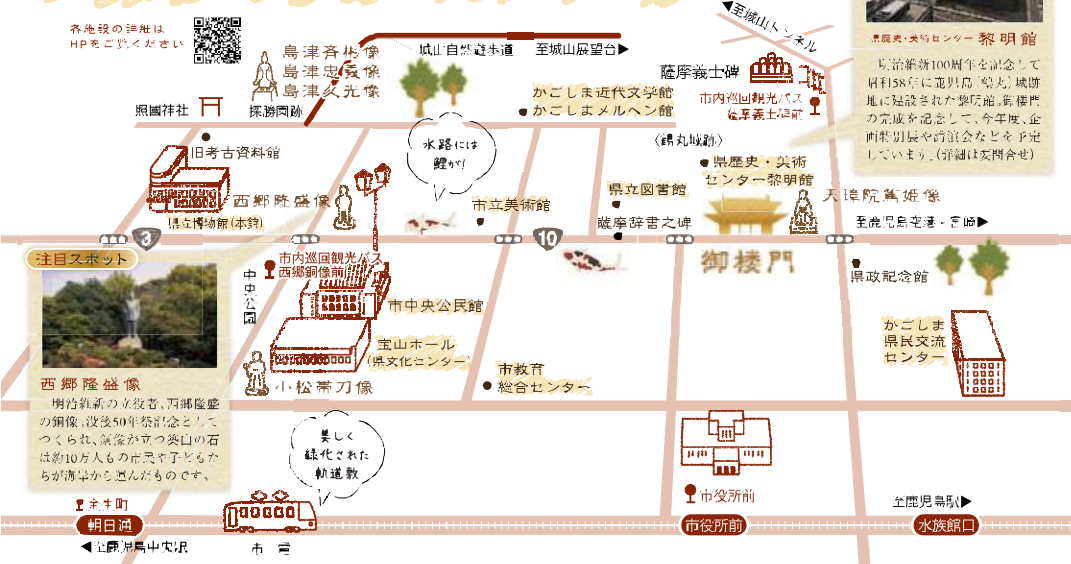 各施設の詳細は
HPをご覧ください
島津斉彬像
島津忠義像
島津久光像
照國神社
探勝園跡
城山自然遊歩道
至城山展望台▶
◀至城山トンネル
薩摩義士碑
市内巡回観光バス
薩摩義士碑前
県歴史・美術センター黎明館
明治維新100周年を記念して
昭和58年に鹿児島(鶴丸)城跡
地に建設された黎明館。御楼門
の完成を記念して、今年度、企
画特別展や講演会などを予定
しています。(詳細は要問合せ)
かごしま近代文学館
かごしまメルヘン館
水路には
鯉が!
〈鶴丸城跡〉
旧考古資料館
県立博物館(本館)
西郷隆盛像
市立美術館
県立図書館
薩摩辞書之碑
県歴史・美術
センター黎明館
天璋院篤姫像
至鹿児島空港・宮崎▶
3
10
御楼門
県政記念館
注目スポット
西郷隆盛像
明治維新の立役者、西郷隆盛
の銅像。没後50年祭記念として
つくられ、銅像が立つ築山の石
は約10万人もの市民や子どもた
ちが海岸から運んだものです。
市内巡回観光バス
西郷銅像前
中央公園
市中央公民館
宝山ホール
(県文化センター)
小松帯刀像
市教育
総合センター
かごしま
県民交流
センター
美しく
緑化された
軌道敷
金生町
朝日通
◀至鹿児島中央駅
市電
市役所前
市役所前
至鹿児島駅▶
水族館口